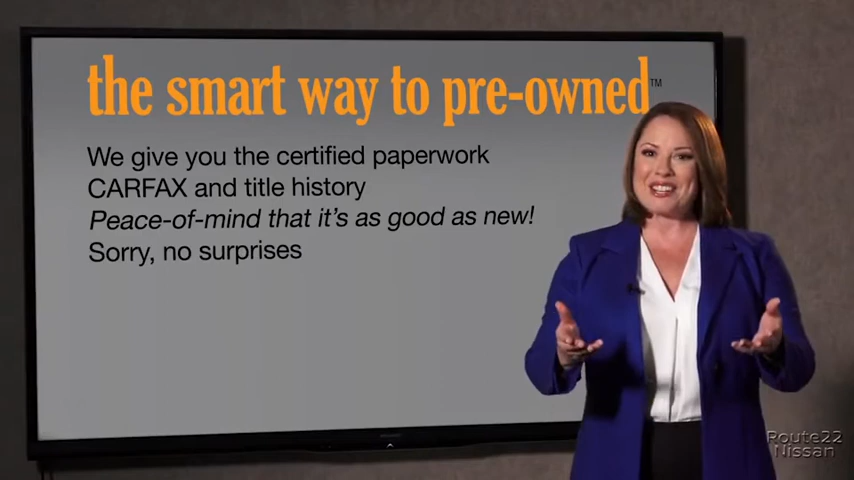 the smart way to pre-owned™
We give you the certified paperwork
CARFAX and title history
Peace-of-mind that it's as good as new!
Sorry, no surprises
Route22
Nissan